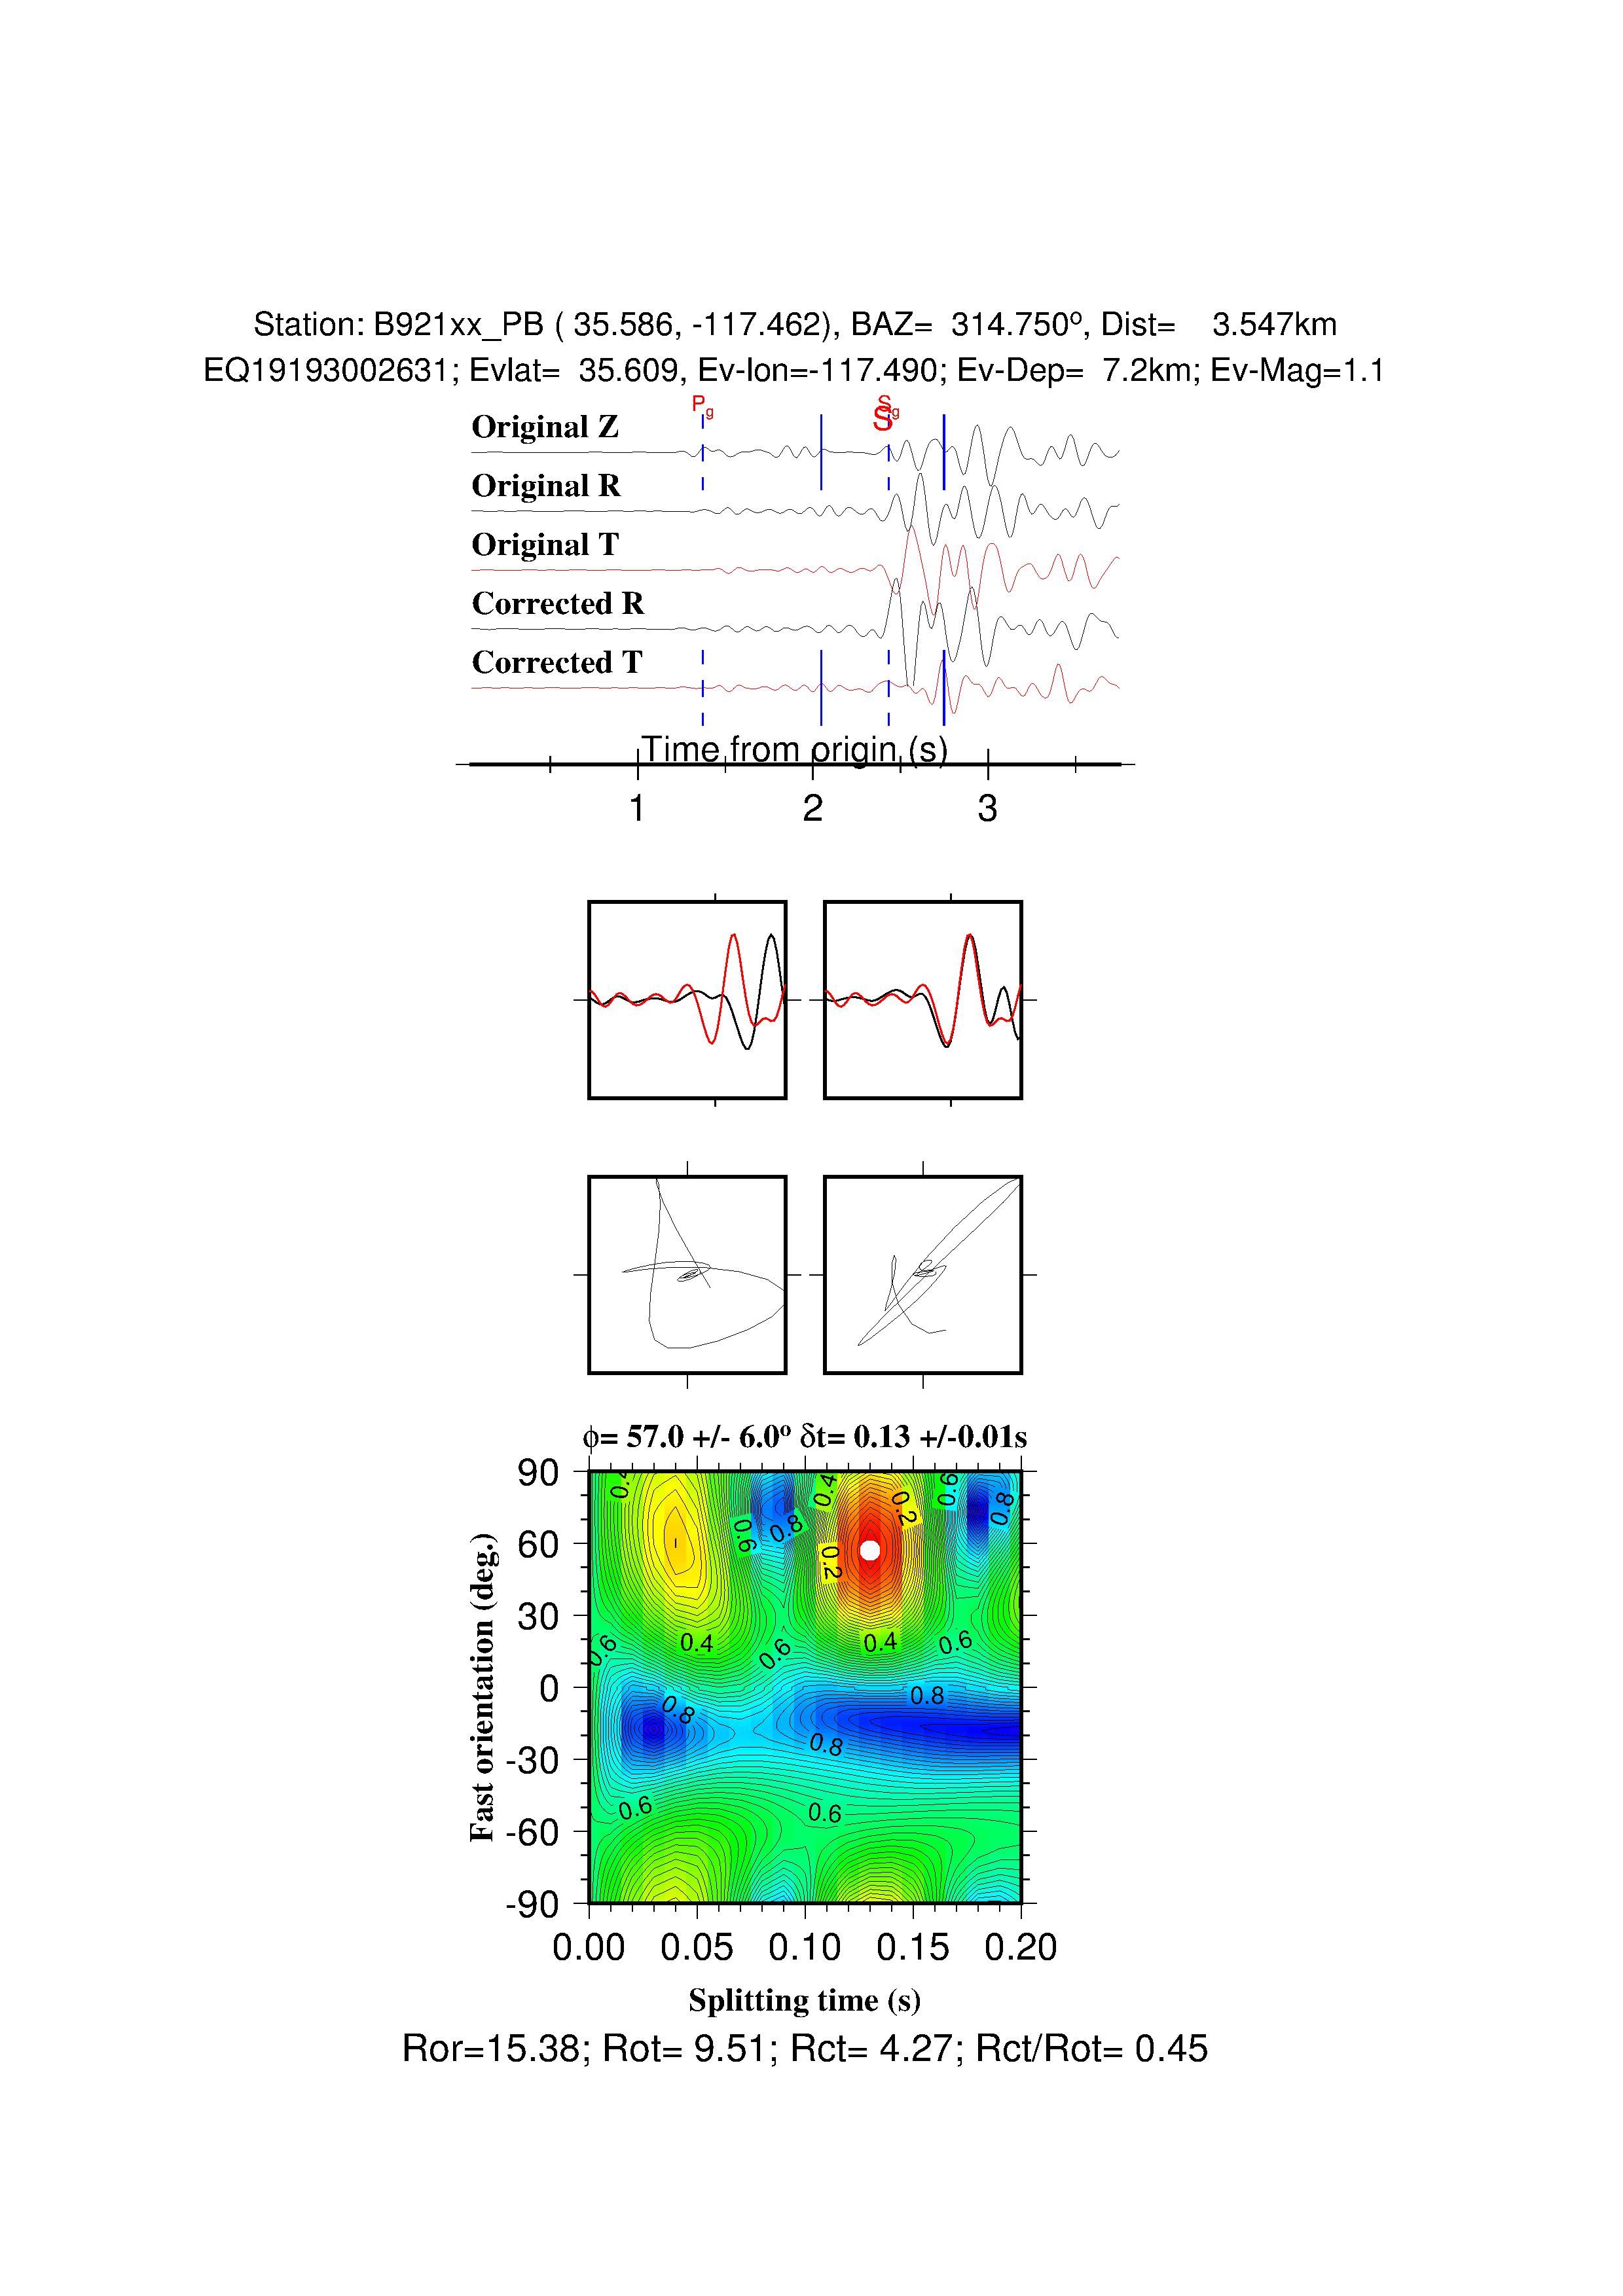 Station: B921xx_PB ( 35.586, -117.462), BAZ= 314.750º, Dist= 3.547km
EQ19193002631; Evlat= 35.609, Ev-lon=-117.490; Ev-Dep= 7.2km; Ev-Mag=1.1
Pg Sg
S
Original Z
Original R
Original T
Corrected R
Corrected T
Time from origin (s)
1 2 3
ϕ= 57.0 +/- 6.0º δt= 0.13 +/-0.01s
90
60
30
0
-30
-60
-90
Fast orientation (deg.)
0.4 0.6 0.8 0.4 0.2 0.6 0.8
0.2
0.6 0.4 0.6 0.4 0.6
0.8 0.8
0.8
0.6 0.6
0.00 0.05 0.10 0.15 0.20
Splitting time (s)
Ror=15.38; Rot= 9.51; Rct= 4.27; Rct/Rot= 0.45